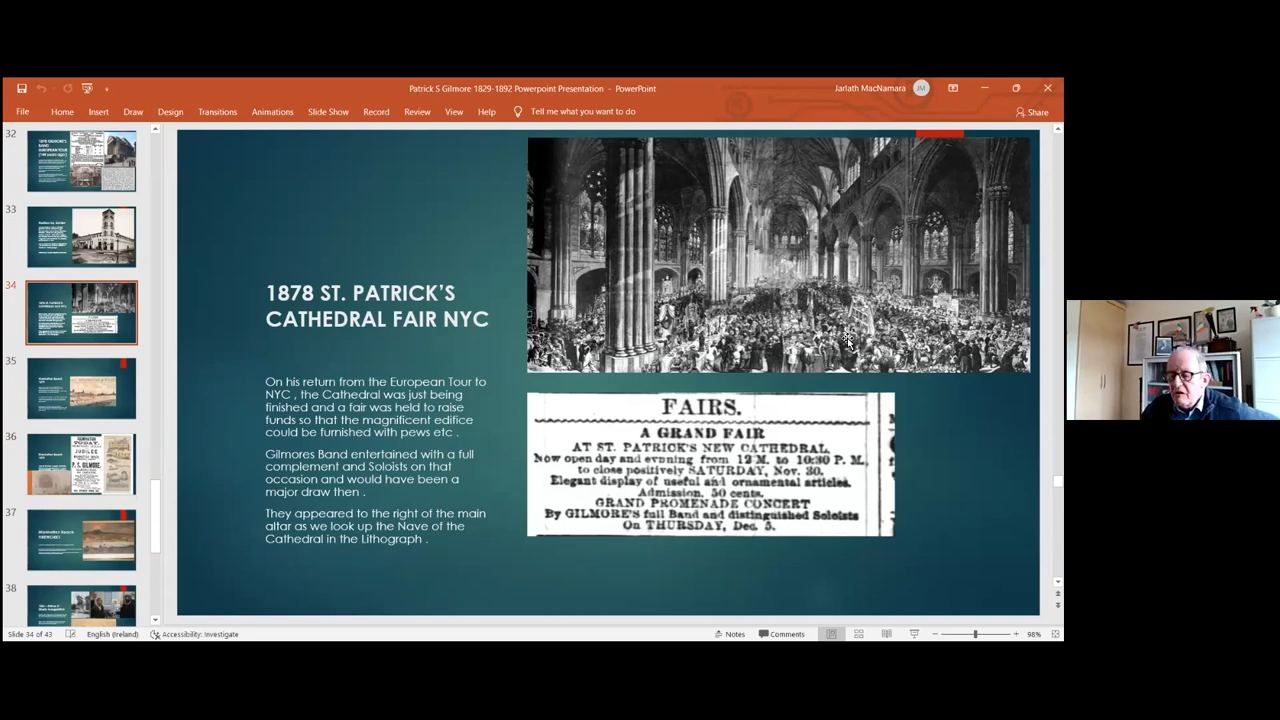 Patrick S Gilmore 1829-1892 Powerpoint Presentation - PowerPoint
Jarlath MacNamara
JM
File Home Insert Draw Design Transitions Animations Slide Show Record Review View Help Tell me what you want to do
Share
32
33
34
35
36
37
38
1878 ST. PATRICK'S
CATHEDRAL FAIR NYC
On his return from the European Tour to
NYC , the Cathedral was just being
finished and a fair was held to raise
funds so that the magnificent edifice
could be furnished with pews etc .
Gilmores Band entertained with a full
complement and Soloists on that
occasion and would have been a
major draw then .
They appeared to the right of the main
altar as we look up the Nave of the
Cathedral in the Lithograph .
FAIRS.
A GRAND FAIR
AT ST. PATRICK'S NEW CATHEDRAL,
Now open day and evening from 12 M. to 10:30 P. M.,
to close positively SATURDAY, Nov. 30.
Elegant display of useful and ornamental articles.
Admission, 50 cents.
GRAND PROMENADE CONCERT
By GILMORE's full Band and distinguished Soloists
On THURSDAY, Dec. 5.
Slide 34 of 43 English (Ireland) Accessibility: Investigate
Notes Comments 98%